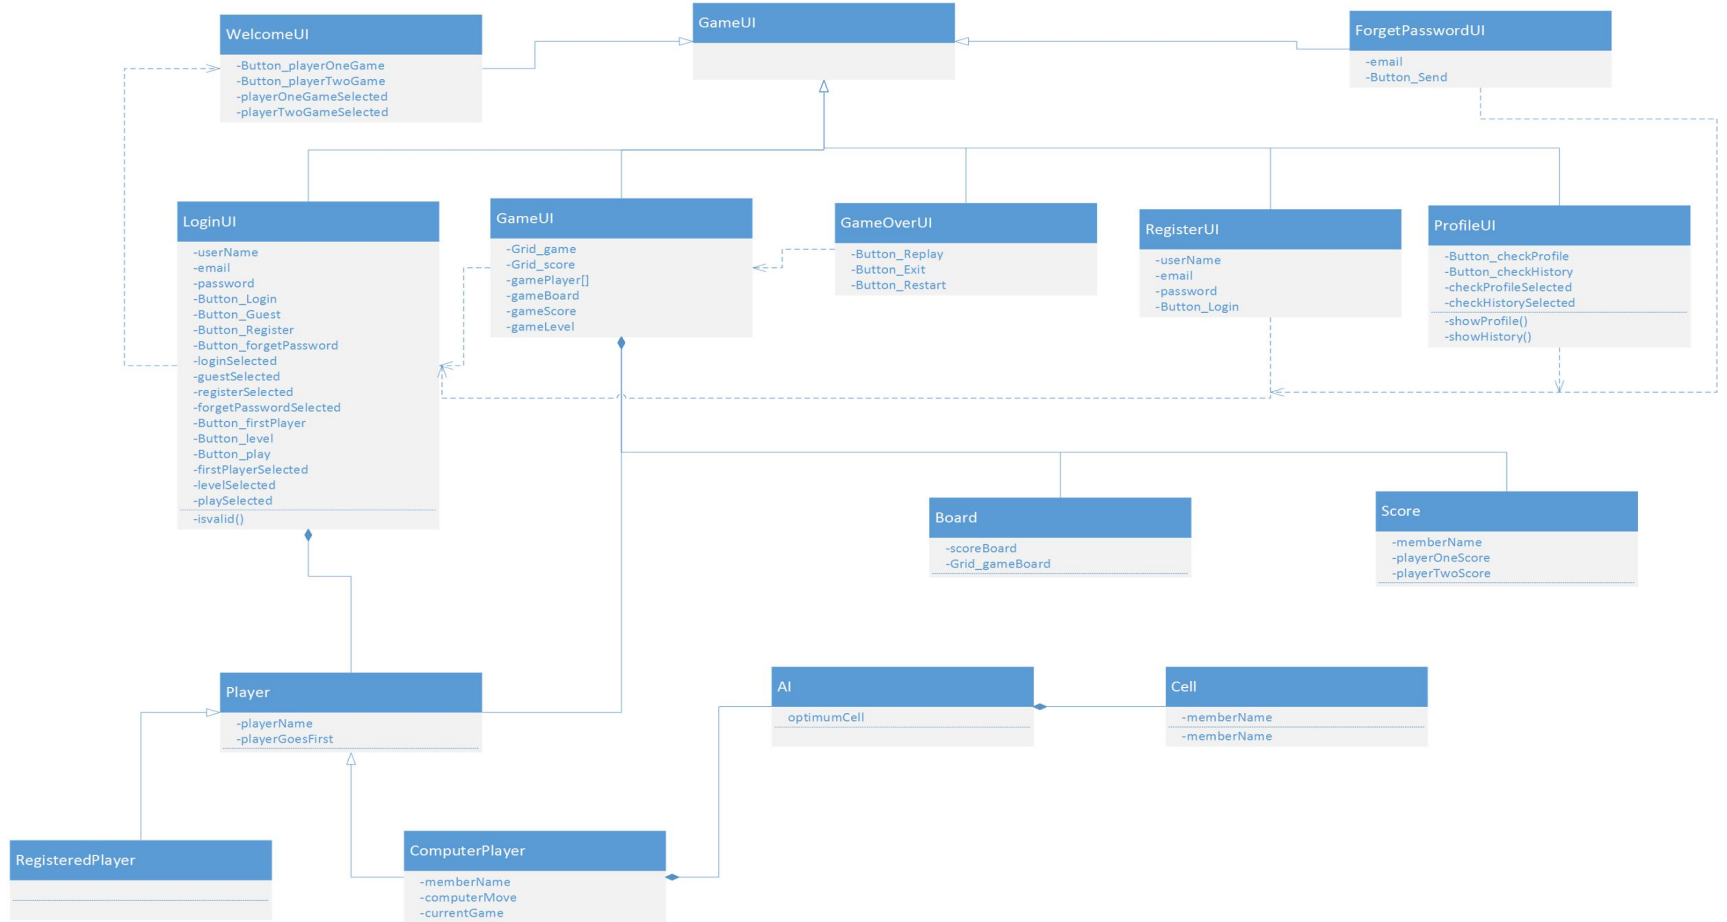 GameUI
WelcomeUI
-Button_playerOneGame
-Button_playerTwoGame
-playerOneGameSelected
-playerTwoGameSelected
ForgetPasswordUI
-email
-Button_Send
LoginUI
-userName
-email
-password
-Button_Login
-Button_Guest
-Button_Register
-Button_forgetPassword
-loginSelected
-guestSelected
-registerSelected
-forgetPasswordSelected
-Button_firstPlayer
-Button_level
-Button_play
-firstPlayerSelected
-levelSelected
-playSelected
-isvalid()
GameUI
-Grid_game
-Grid_score
-gamePlayer[]
-gameBoard
-gameScore
-gameLevel
GameOverUI
-Button_Replay
-Button_Exit
-Button_Restart
RegisterUI
-userName
-email
-password
-Button_Login
ProfileUI
-Button_checkProfile
-Button_checkHistory
-checkProfileSelected
-checkHistorySelected
-showProfile()
-showHistory()
Board
-scoreBoard
-Grid_gameBoard
Score
-memberName
-playerOneScore
-playerTwoScore
Player
-playerName
-playerGoesFirst
AI
optimumCell
Cell
-memberName
-memberName
RegisteredPlayer
ComputerPlayer
-memberName
-computerMove
-currentGame